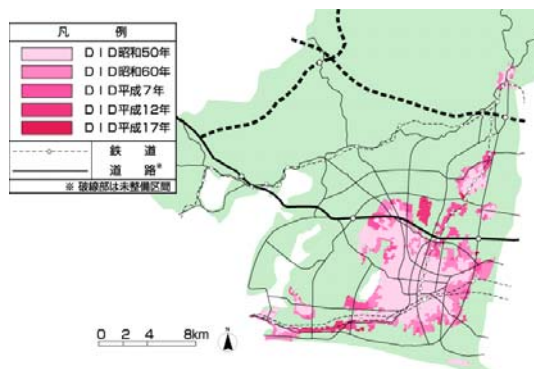 凡 例
ＤＩＤ昭和50年
ＤＩＤ昭和60年
ＤＩＤ平成７年
ＤＩＤ平成12年
ＤＩＤ平成17年
鉄 道
道 路※
※ 破線部は未整備区間
0 2 4 8km
N